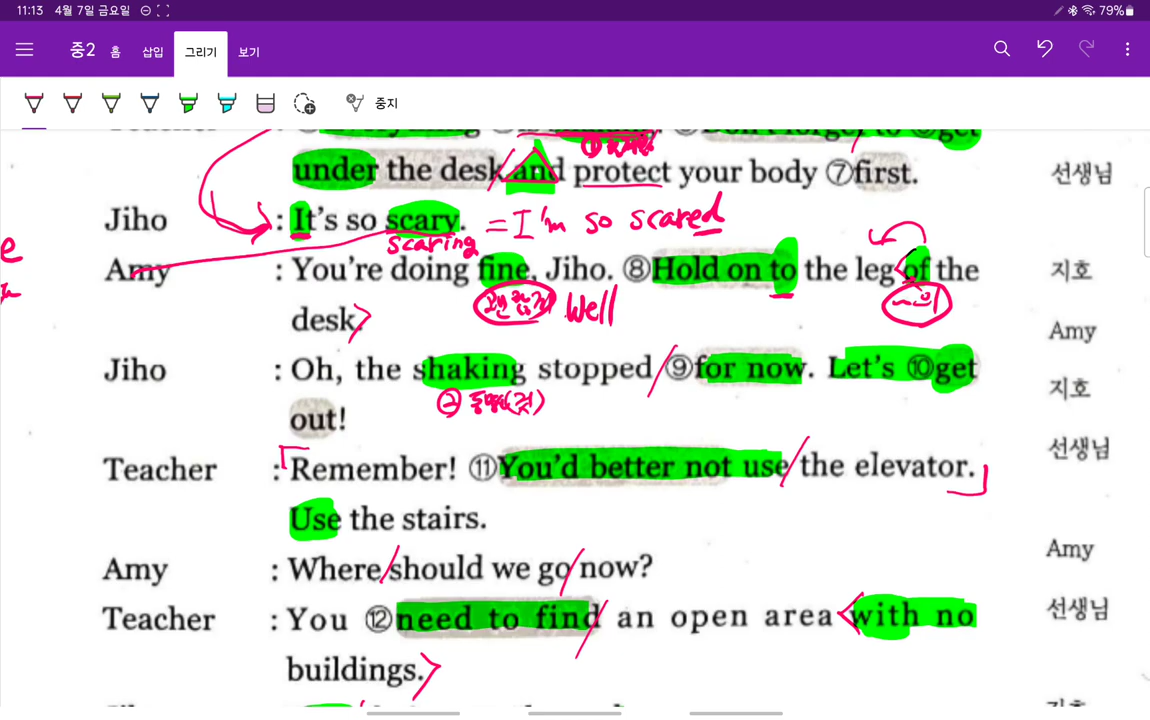 11:13 4월 7일 금요일 79%
중2 홈 삽입 그리기 보기
중지
under the desk and protect your body ⑦first. 선생님
Jiho : It's so scary. = I'm so scared
scaring
Amy : You're doing fine, Jiho. ⑧Hold on to the leg of the 지호
괜찮게 well ~의
desk. Amy
Jiho : Oh, the shaking stopped ⑨for now. Let's ⑩get 지호
② 동명사(것)
out!
Teacher : Remember! ⑪You'd better not use the elevator. 선생님
Use the stairs.
Amy : Where should we go now? Amy
Teacher : You ⑫need to find an open area with no 선생님
buildings.